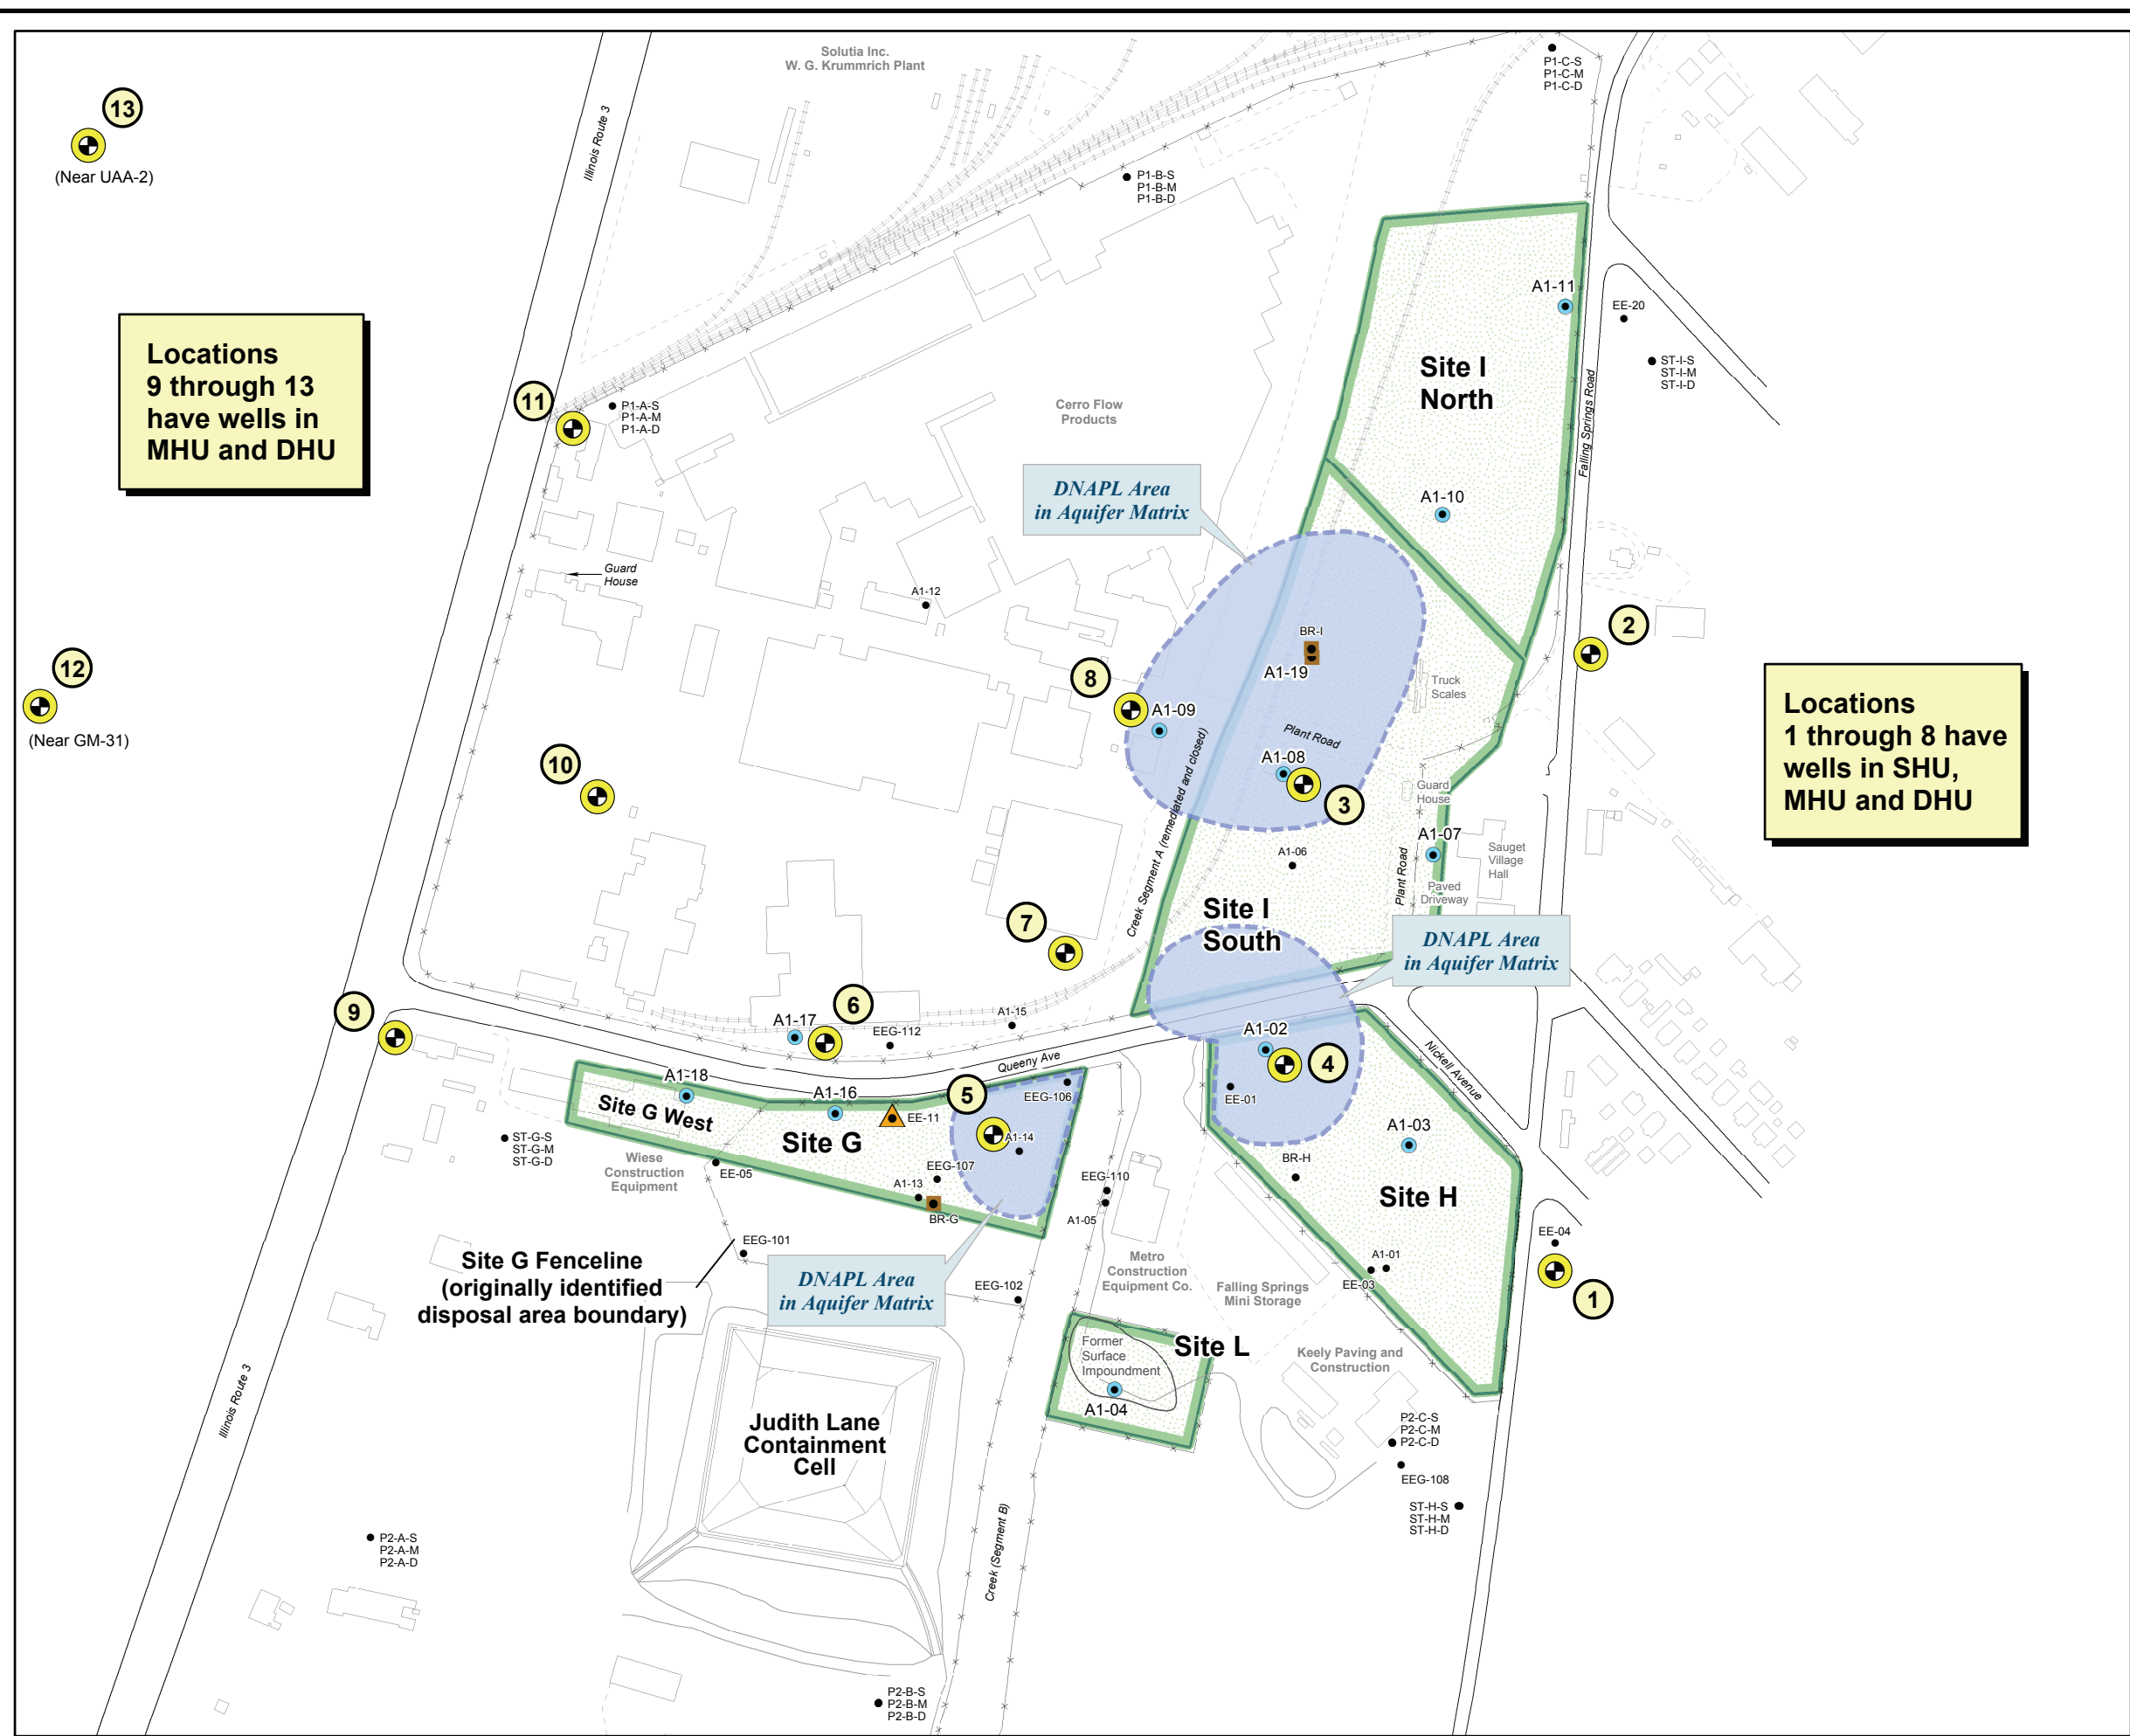 Solutia Inc.
W. G. Krummrich Plant
P1-C-S
P1-C-M
P1-C-D
13
(Near UAA-2)
Illinois Route 3
P1-B-S
P1-B-M
P1-B-D
A1-11
EE-20
ST-I-S
ST-I-M
ST-I-D
Locations
9 through 13
have wells in
MHU and DHU
Site I
North
Falling Springs Road
11
P1-A-S
P1-A-M
P1-A-D
Cerro Flow
Products
DNAPL Area
in Aquifer Matrix
A1-10
Guard
House
A1-12
BR-I
A1-19
2
12
(Near GM-31)
8
A1-09
Truck
Scales
Locations
1 through 8 have
wells in SHU,
MHU and DHU
Plant Road
10
A1-08
3
Guard
House
Creek Segment A (remediated and closed)
A1-07
A1-06
Plant Road
Sauget
Village
Hall
Paved
Driveway
7
Site I
South
DNAPL Area
in Aquifer Matrix
9
6
A1-17
EEG-112
A1-15
A1-02
4
Queeny Ave
Nickell Avenue
A1-18
A1-16
5
EEG-106
EE-01
Site G West
EE-11
Site G
A1-14
A1-03
ST-G-S
ST-G-M
ST-G-D
Wiese
Construction
Equipment
EE-05
EEG-107
A1-13
BR-G
EEG-110
A1-05
BR-H
Site H
EEG-101
Site G Fenceline
(originally identified
disposal area boundary)
DNAPL Area
in Aquifer Matrix
EEG-102
Metro
Construction
Equipment Co.
Falling Springs
Mini Storage
A1-01
EE-03
EE-04
1
Former
Surface
Impoundment
Site L
A1-04
Keely Paving and
Construction
Illinois Route 3
Judith Lane
Containment
Cell
P2-C-S
P2-C-M
P2-C-D
EEG-108
ST-H-S
ST-H-M
ST-H-D
Creek (Segment B)
P2-A-S
P2-A-M
P2-A-D
P2-B-S
P2-B-M
P2-B-D